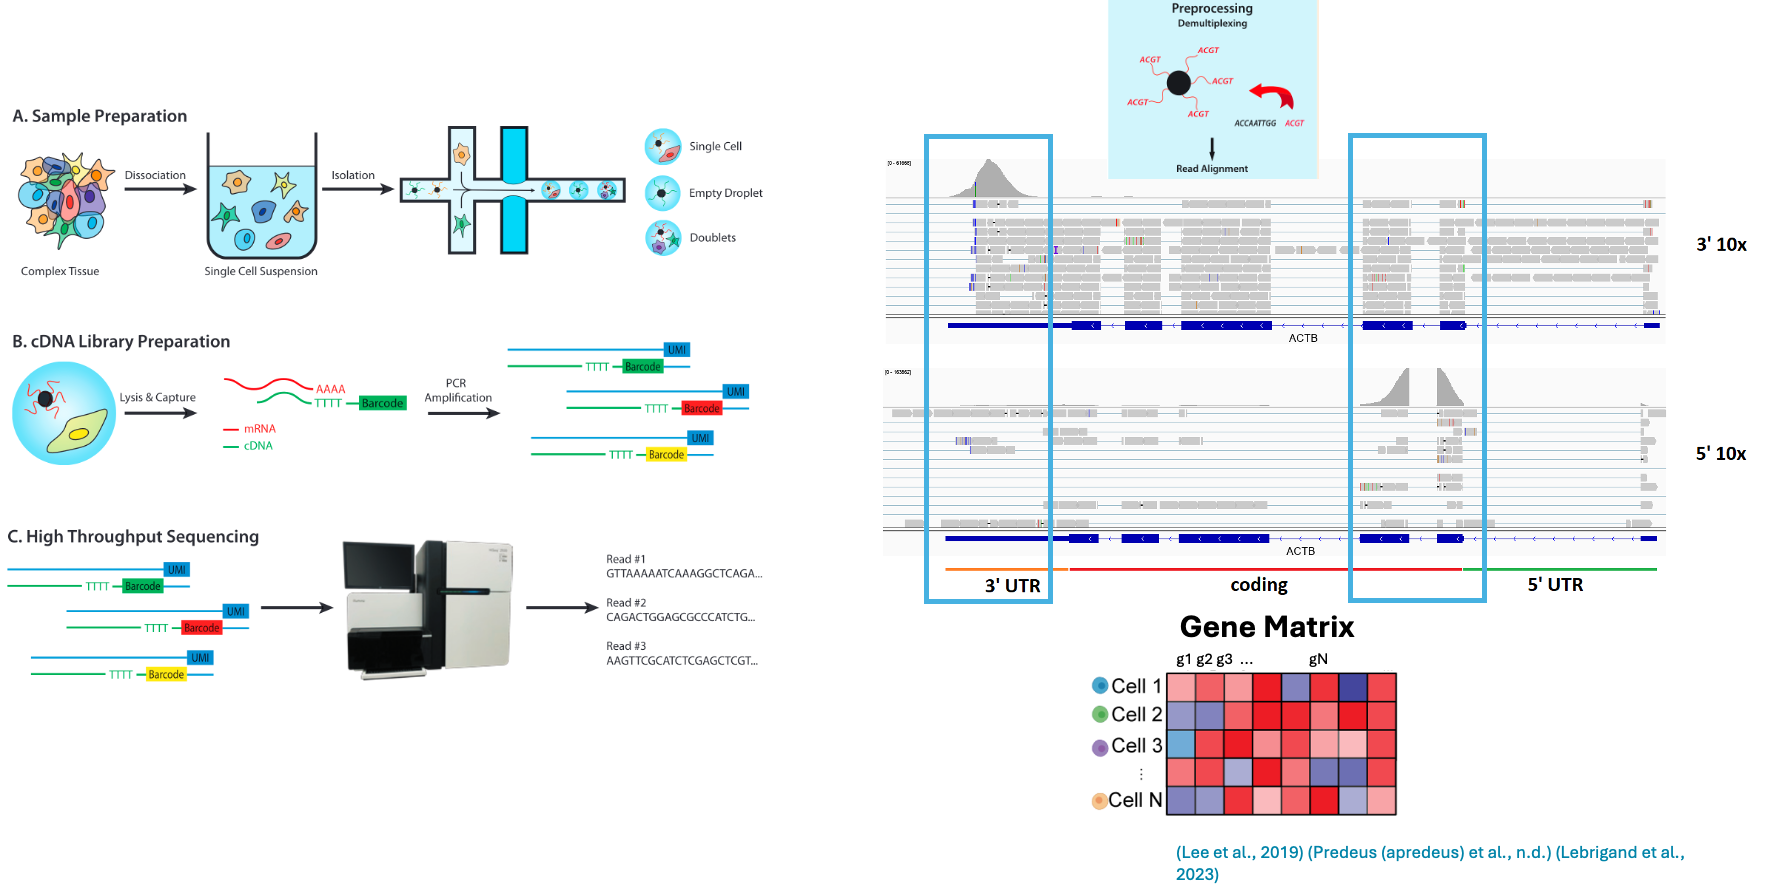 A. Sample Preparation
Dissociation
Isolation
Single Cell
Empty Droplet
Doublets
Complex Tissue
Single Cell Suspension
B. cDNA Library Preparation
Lysis & Capture
AAAA
TTTT
Barcode
mRNA
cDNA
PCR
Amplification
UMI
TTTT
Barcode
UMI
TTTT
Barcode
UMI
TTTT
Barcode
C. High Throughput Sequencing
UMI
TTTT
Barcode
UMI
TTTT
Barcode
UMI
TTTT
Barcode
Read #1
GTTAAAAATCAAAGGCTCAGA...
Read #2
CAGACTGGAGCGCCCATCTG...
Read #3
AAGTTCGCATCTCGAGCTCGT...
Preprocessing
Demultiplexing
ACGT
ACGT
ACGT
ACGT
ACGT
ACCAATTGG ACGT
Read Alignment
3' 10x
ACTB
5' 10x
ACTB
3' UTR
coding
5' UTR
Gene Matrix
g1 g2 g3 ... gN
Cell 1
Cell 2
Cell 3
⋮
Cell N
(Lee et al., 2019) (Predeus (apredeus) et al., n.d.) (Lebrigand et al.,
2023)